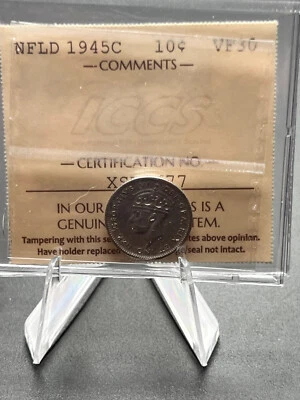 NFLD 1945C 10¢ VF30
— COMMENTS —
ICCS
— CERTIFICATION NO. —
IN OUR IS A
GENUIN TEM.
Tampering with this se tes above opinion.
Have holder replaced seal not intact.